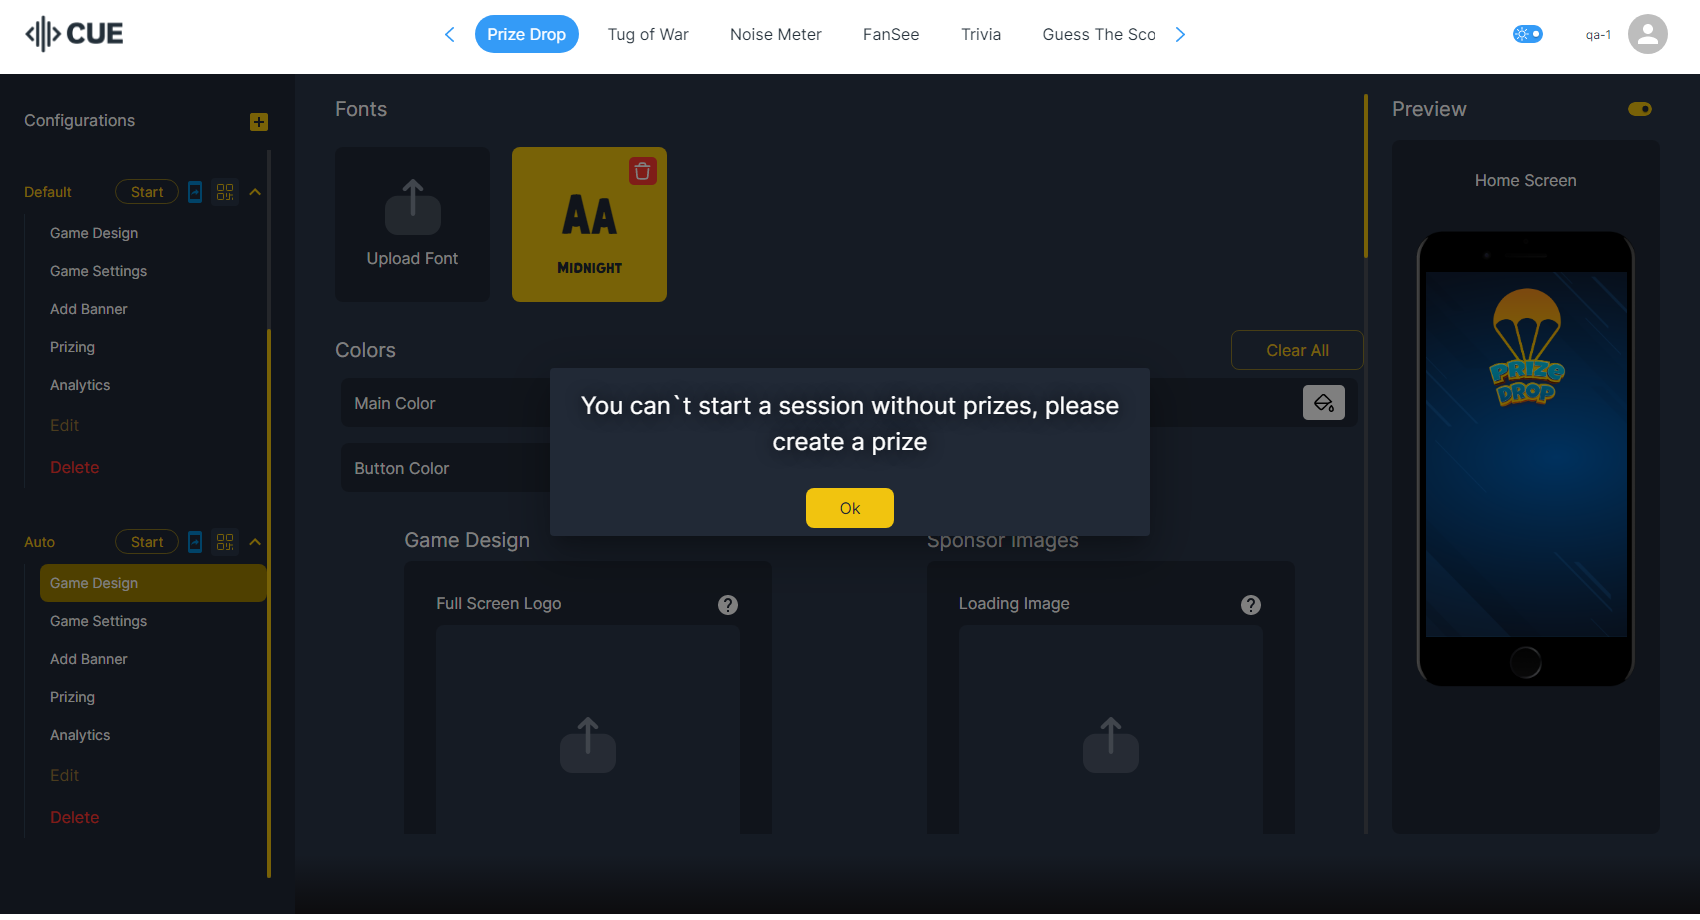 CUE
Prize Drop
Tug of War
Noise Meter
FanSee
Trivia
Guess The Sco
qa-1
Configurations
Default
Start
Game Design
Game Settings
Add Banner
Prizing
Analytics
Edit
Delete
Auto
Start
Game Design
Game Settings
Add Banner
Prizing
Analytics
Edit
Delete
Fonts
Upload Font
AA
MIDNIGHT
Colors
Clear All
Main Color
Button Color
You can`t start a session without prizes, please
create a prize
Ok
Game Design
Full Screen Logo
?
Sponsor Images
Loading Image
?
Preview
Home Screen
PRIZE
DROP